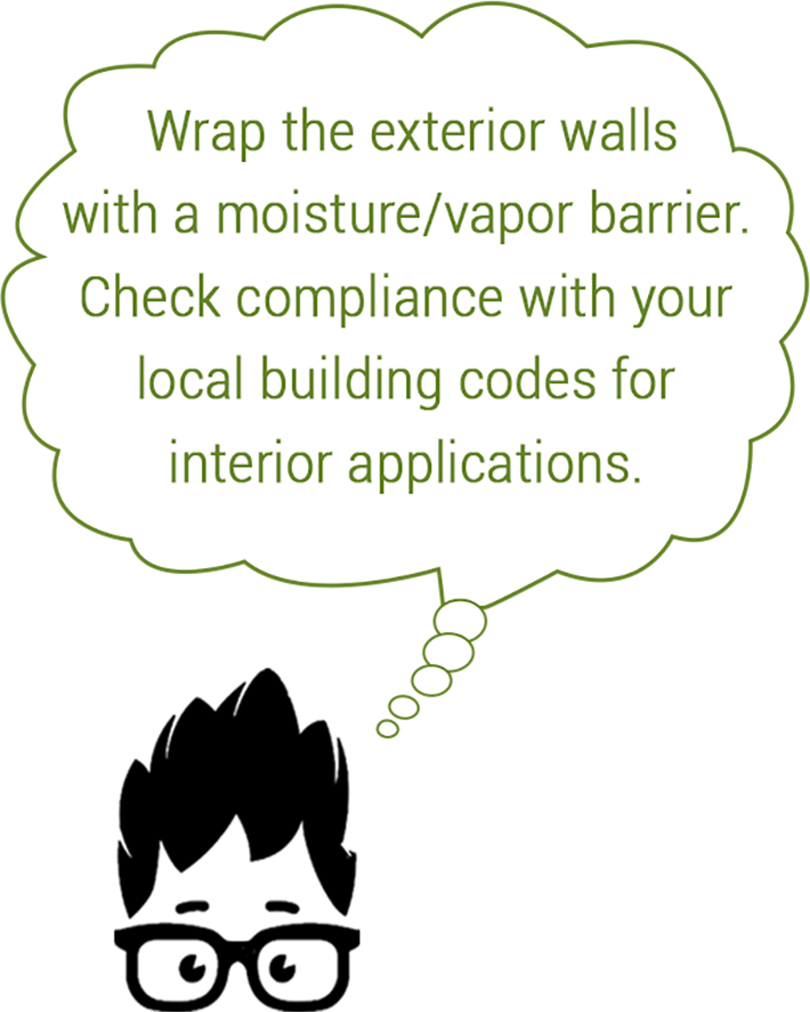 Wrap the exterior walls
with a moisture/vapor barrier.
Check compliance with your
local building codes for
interior applications.